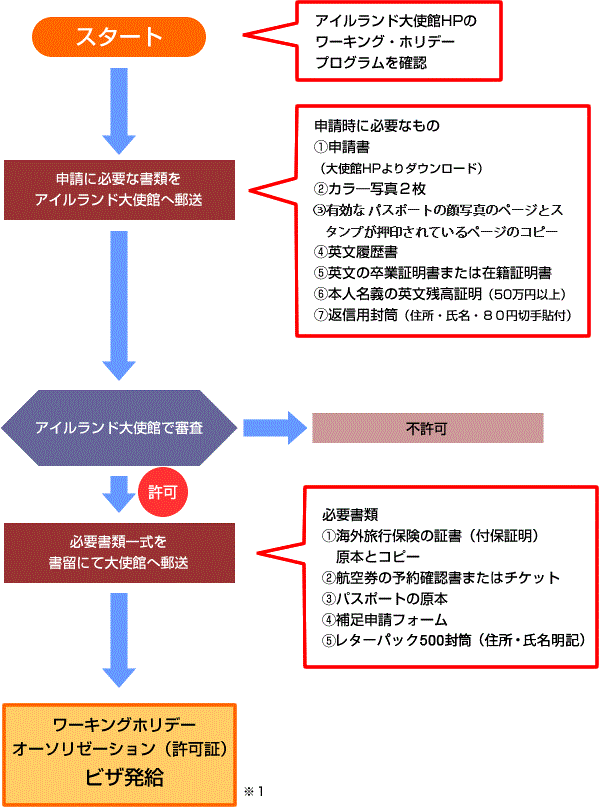 スタート
アイルランド大使館HPの
ワーキング・ホリデー
プログラムを確認
申請に必要な書類を
アイルランド大使館へ郵送
申請時に必要なもの
①申請書
（大使館HPよりダウンロード）
②カラー写真２枚
③有効な パスポートの顔写真のページとス
タンプが押印されているページのコピー
④英文履歴書
⑤英文の卒業証明書または在籍証明書
⑥本人名義の英文残高証明（50万円以上）
⑦返信用封筒（住所・氏名・８０円切手貼付）
アイルランド大使館で審査
不許可
許可
必要書類一式を
書留にて大使館へ郵送
必要書類
①海外旅行保険の証書（付保証明）
原本とコピー
②航空券の予約確認書またはチケット
③パスポートの原本
④補足申請フォーム
⑤レターパック500封筒（住所・氏名明記）
ワーキングホリデー
オーソリゼーション（許可証）
ビザ発給
※１